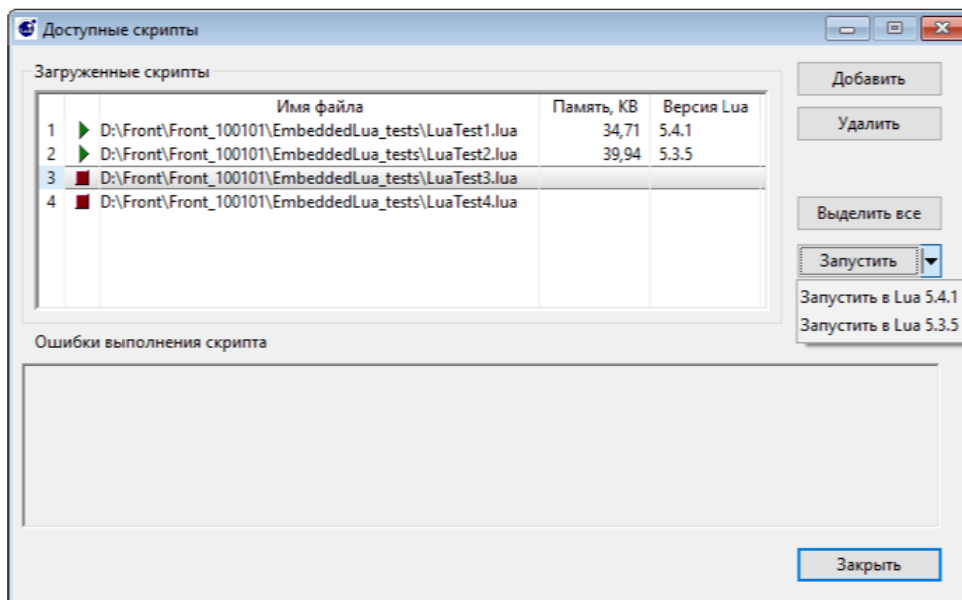 Доступные скрипты
Загруженные скрипты
Имя файла Память, KB Версия Lua
1 D:\Front\Front_100101\EmbeddedLua_tests\LuaTest1.lua 34,71 5.4.1
2 D:\Front\Front_100101\EmbeddedLua_tests\LuaTest2.lua 39,94 5.3.5
3 D:\Front\Front_100101\EmbeddedLua_tests\LuaTest3.lua
4 D:\Front\Front_100101\EmbeddedLua_tests\LuaTest4.lua
Добавить
Удалить
Выделить все
Запустить
Запустить в Lua 5.4.1
Запустить в Lua 5.3.5
Ошибки выполнения скрипта
Закрыть